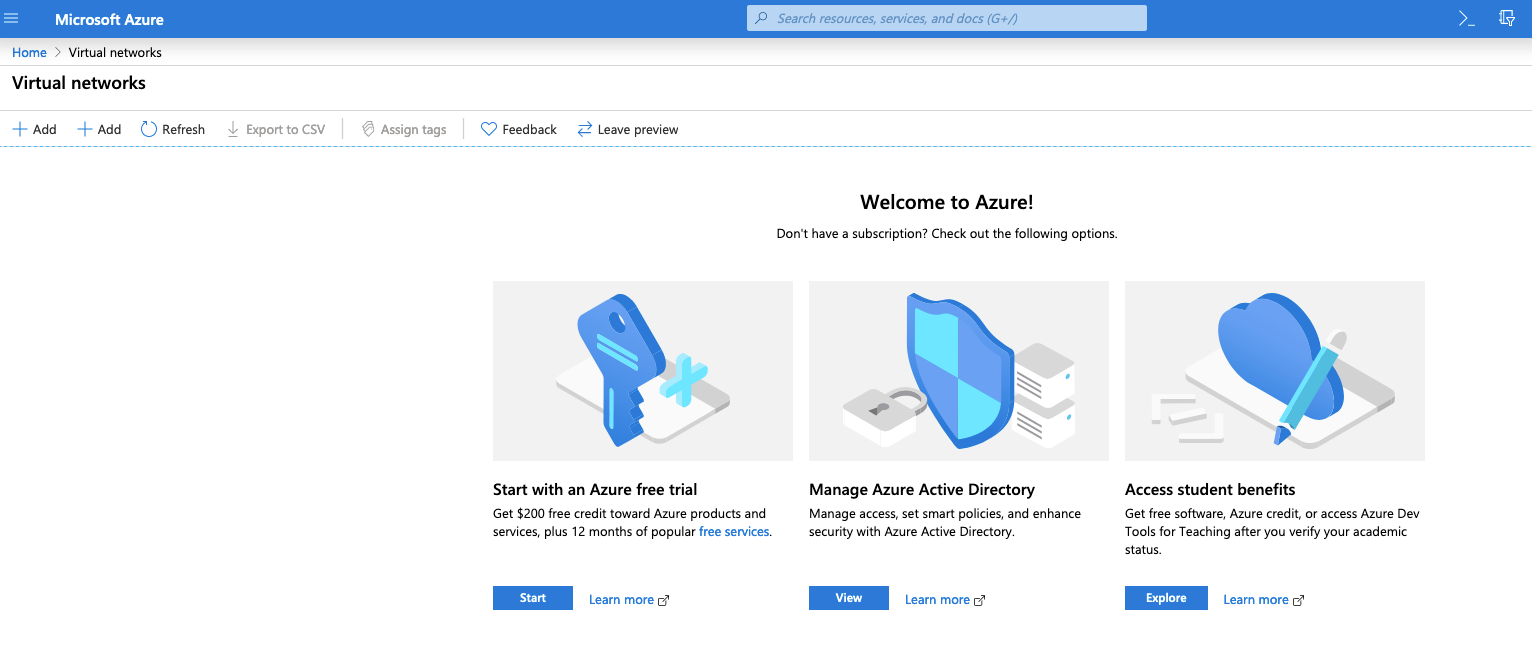 Microsoft Azure
Search resources, services, and docs (G+/)
Home > Virtual networks
Virtual networks
Add Add Refresh Export to CSV Assign tags Feedback Leave preview
Welcome to Azure!
Don't have a subscription? Check out the following options.
Start with an Azure free trial
Get $200 free credit toward Azure products and
services, plus 12 months of popular free services.
Start Learn more
Manage Azure Active Directory
Manage access, set smart policies, and enhance
security with Azure Active Directory.
View Learn more
Access student benefits
Get free software, Azure credit, or access Azure Dev
Tools for Teaching after you verify your academic
status.
Explore Learn more